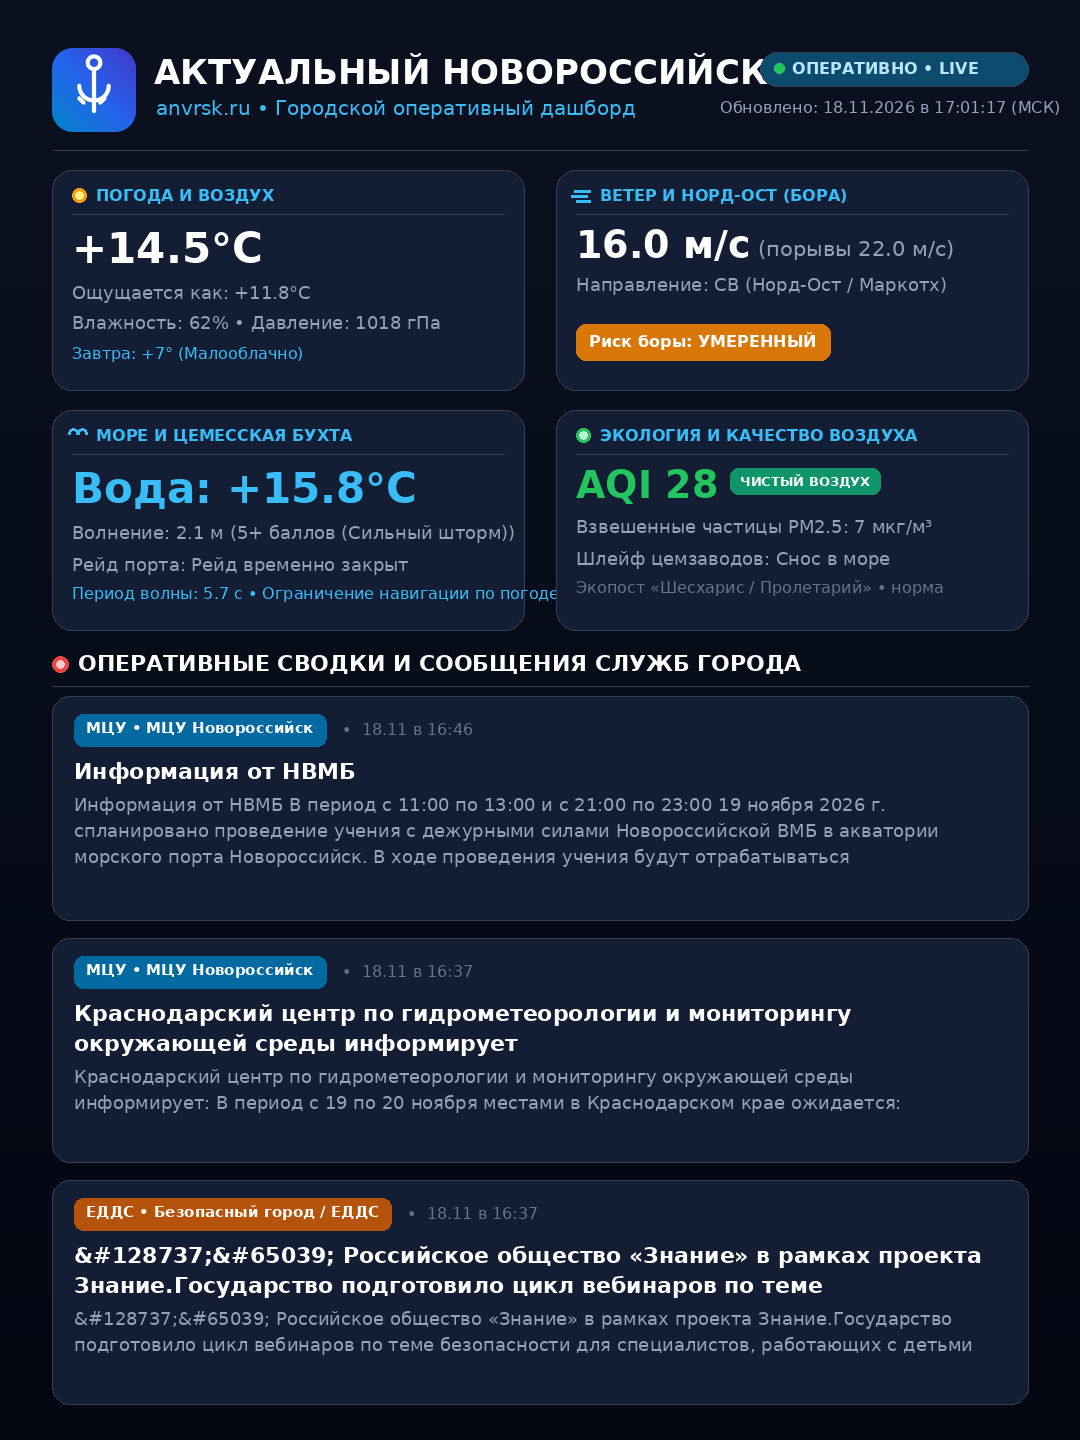 АКТУАЛЬНЫЙ НОВОРОССИЙСК
ОПЕРАТИВНО • LIVE
anvrsk.ru • Городской оперативный дашборд
Обновлено: 18.11.2026 в 17:01:17 (МСК)
ПОГОДА И ВОЗДУХ
+14.5°C
Ощущается как: +11.8°C
Влажность: 62% • Давление: 1018 гПа
Завтра: +7° (Малооблачно)
ВЕТЕР И НОРД-ОСТ (БОРА)
16.0 м/с (порывы 22.0 м/с)
Направление: СВ (Норд-Ост / Маркотх)
Риск боры: УМЕРЕННЫЙ
МОРЕ И ЦЕМЕССКАЯ БУХТА
Вода: +15.8°C
Волнение: 2.1 м (5+ баллов (Сильный шторм))
Рейд порта: Рейд временно закрыт
Период волны: 5.7 с • Ограничение навигации по погоде
ЭКОЛОГИЯ И КАЧЕСТВО ВОЗДУХА
AQI 28 ЧИСТЫЙ ВОЗДУХ
Взвешенные частицы PM2.5: 7 мкг/м³
Шлейф цемзаводов: Снос в море
Экопост «Шесхарис / Пролетарий» • норма
ОПЕРАТИВНЫЕ СВОДКИ И СООБЩЕНИЯ СЛУЖБ ГОРОДА
МЦУ • МЦУ Новороссийск • 18.11 в 16:46
Информация от НВМБ
Информация от НВМБ В период с 11:00 по 13:00 и с 21:00 по 23:00 19 ноября 2026 г.
спланировано проведение учения с дежурными силами Новороссийской ВМБ в акватории
морского порта Новороссийск. В ходе проведения учения будут отрабатываться
МЦУ • МЦУ Новороссийск • 18.11 в 16:37
Краснодарский центр по гидрометеорологии и мониторингу
окружающей среды информирует
Краснодарский центр по гидрометеорологии и мониторингу окружающей среды
информирует: В период с 19 по 20 ноября местами в Краснодарском крае ожидается:
ЕДДС • Безопасный город / ЕДДС • 18.11 в 16:37
&#128737;&#65039; Российское общество «Знание» в рамках проекта
Знание.Государство подготовило цикл вебинаров по теме
&#128737;&#65039; Российское общество «Знание» в рамках проекта Знание.Государство
подготовило цикл вебинаров по теме безопасности для специалистов, работающих с детьми